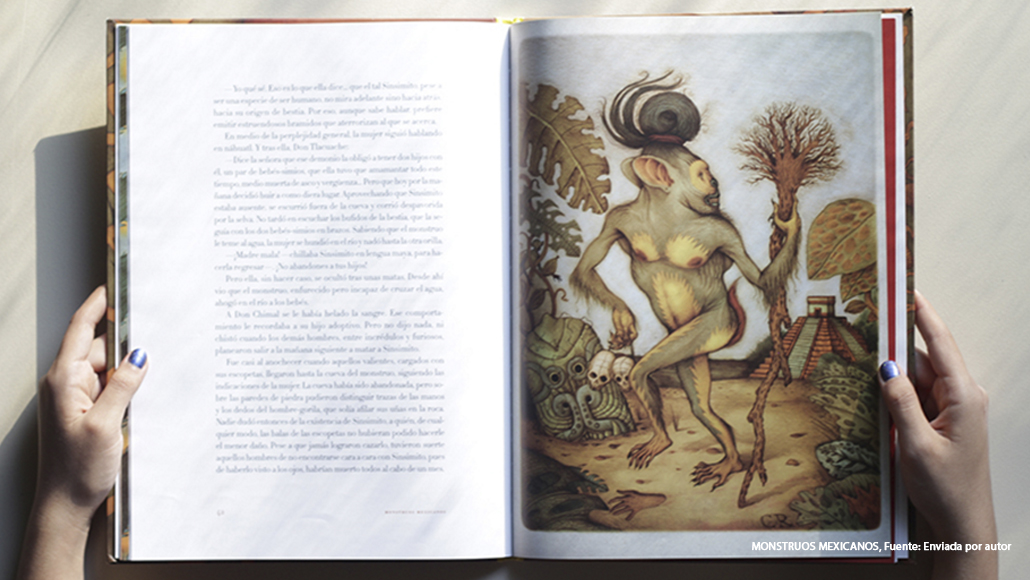 —Yo qué sé. Eso es lo que ella dice... que el tal Sinsimito, pese a
ser una especie de ser humano, no mira adelante sino hacia atrás,
hacia su origen de bestia. Por eso, aunque sabe hablar, prefiere
emitir estruendosos bramidos que aterrorizan al que se acerca.
En medio de la perplejidad general, la mujer siguió hablando
en náhuatl. Y tras ella, Don Tlacuache:
—Dice la señora que ese demonio la obligó a tener dos hijos con
él, un par de bebés-simios, que ella tuvo que amamantar todo este
tiempo, medio muerta de asco y vergüenza... Pero que hoy por la ma-
ñana decidió huir a como diera lugar. Aprovechando que Sinsimito
estaba ausente, se escurrió fuera de la cueva y corrió despavorida
por la selva. No tardó en escuchar los bufidos de la bestia, que la se-
guía con los dos bebés-simios en brazos. Sabiendo que el monstruo
le teme al agua, la mujer se hundió en el río y nadó hasta la otra orilla.
—¡Madre mala! —chillaba Sinsimito en lengua maya, para ha-
cerla regresar—. ¡No abandones a tus hijos!
Pero ella, sin hacer caso, se ocultó tras unas matas. Desde ahí
vio que el monstruo, enfurecido pero incapaz de cruzar el agua,
ahogó en el río a los bebés.
A Don Chimal se le había helado la sangre. Ese comporta-
miento le recordaba a su hijo adoptivo. Pero no dijo nada, ni
chistó cuando los demás hombres, entre incrédulos y furiosos,
planearon salir a la mañana siguiente a matar a Sinsimito.
Fue casi al anochecer cuando aquellos valientes, cargados con
sus escopetas, llegaron hasta la cueva del monstruo, siguiendo las
indicaciones de la mujer. La cueva había sido abandonada, pero so-
bre las paredes de piedra pudieron distinguir trazas de las manos
y los dedos del hombre-gorila, que solía afilar sus uñas en la roca.
Nadie dudó entonces de la existencia de Sinsimito, a quien, de cual-
quier modo, las balas de las escopetas no hubieran podido hacerle
el menor daño. Pese a que jamás lograron cazarlo, tuvieron suerte
aquellos hombres de no encontrarse cara a cara con Sinsimito, pues
de haberlo visto a los ojos, habrían muerto todos al cabo de un mes.
MONSTRUOS MEXICANOS
CR
MONSTRUOS MEXICANOS, Fuente: Enviada por autor